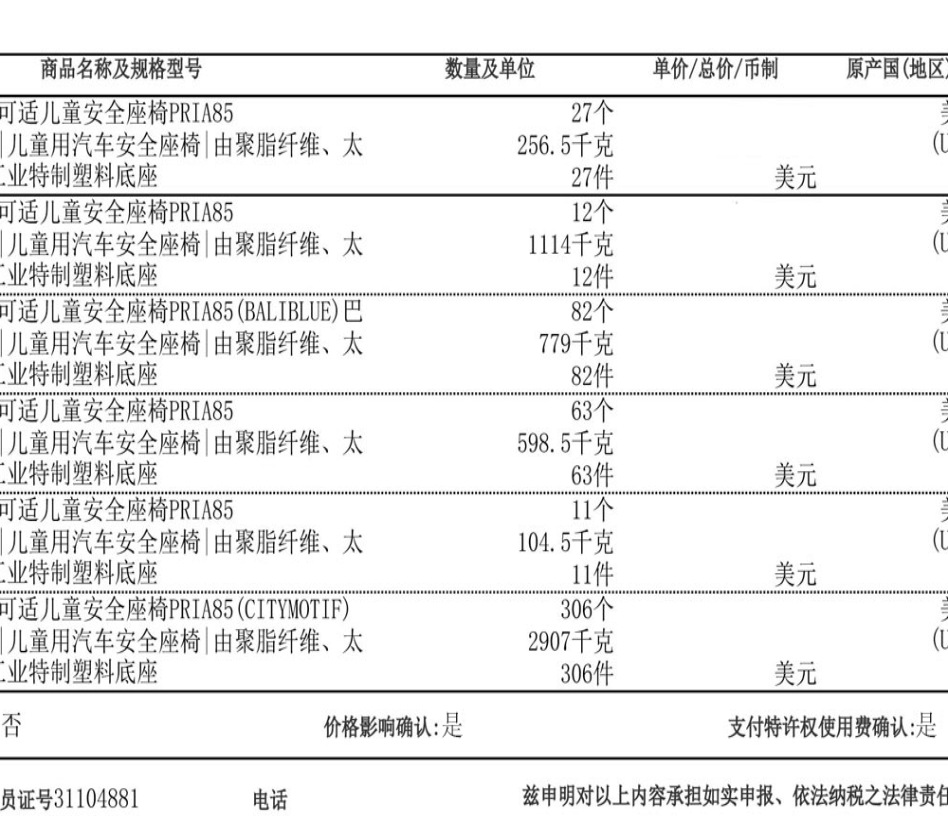 商品名称及规格型号 数量及单位 单价/总价/币制 原产国(地区)
可适儿童安全座椅PRIA85 27个
|儿童用汽车安全座椅|由聚脂纤维、太 256.5千克 (U
工业特制塑料底座 27件 美元
可适儿童安全座椅PRIA85 12个
|儿童用汽车安全座椅|由聚脂纤维、太 1114千克 (U
工业特制塑料底座 12件 美元
可适儿童安全座椅PRIA85(BALIBLUE)巴 82个
|儿童用汽车安全座椅|由聚脂纤维、太 779千克 (U
工业特制塑料底座 82件 美元
可适儿童安全座椅PRIA85 63个
|儿童用汽车安全座椅|由聚脂纤维、太 598.5千克 (U
工业特制塑料底座 63件 美元
可适儿童安全座椅PRIA85 11个
|儿童用汽车安全座椅|由聚脂纤维、太 104.5千克 (U
工业特制塑料底座 11件 美元
可适儿童安全座椅PRIA85(CITYMOTIF) 306个
|儿童用汽车安全座椅|由聚脂纤维、太 2907千克 (U
工业特制塑料底座 306件 美元
否 价格影响确认:是 支付特许权使用费确认:是
员证号31104881 电话 兹申明对以上内容承担如实申报、依法纳税之法律责任